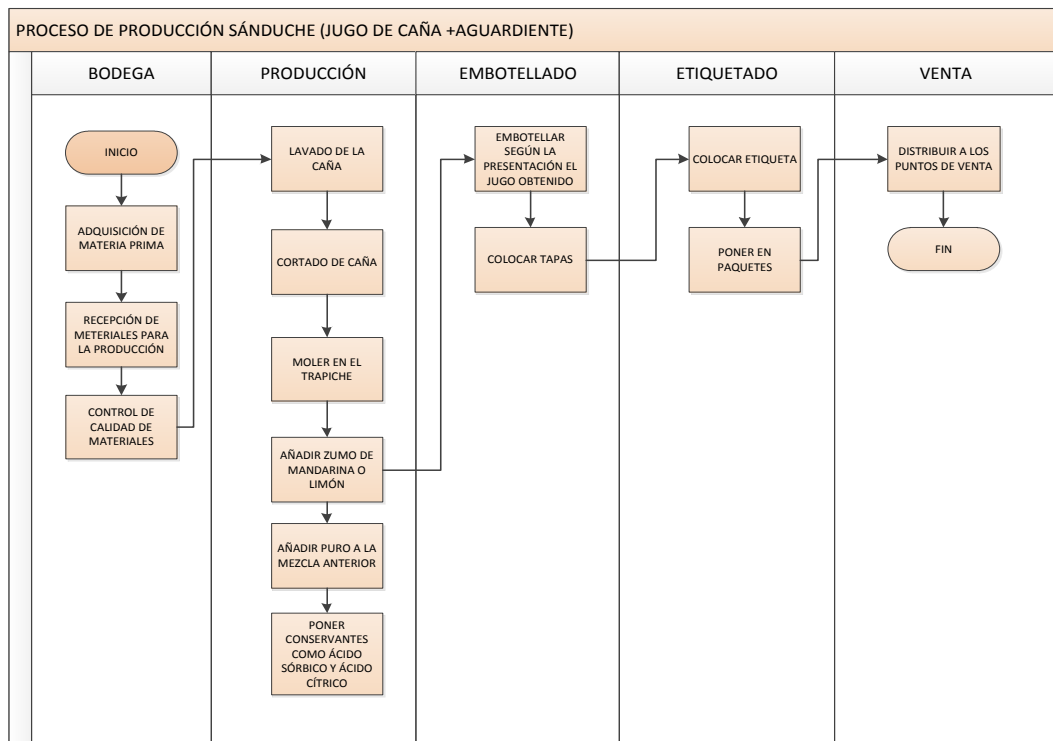 PROCESO DE PRODUCCIÓN SÁNDUCHE (JUGO DE CAÑA +AGUARDIENTE)
BODEGA
PRODUCCIÓN
EMBOTELLADO
ETIQUETADO
VENTA
INICIO
ADQUISICIÓN DE
MATERIA PRIMA
RECEPCIÓN DE
METERIALES PARA
LA PRODUCCIÓN
CONTROL DE
CALIDAD DE
MATERIALES
LAVADO DE LA
CAÑA
CORTADO DE CAÑA
MOLER EN EL
TRAPICHE
AÑADIR ZUMO DE
MANDARINA O
LIMÓN
AÑADIR PURO A LA
MEZCLA ANTERIOR
PONER
CONSERVANTES
COMO ÁCIDO
SÓRBICO Y ÁCIDO
CÍTRICO
EMBOTELLAR
SEGÚN LA
PRESENTACIÓN EL
JUGO OBTENIDO
COLOCAR TAPAS
COLOCAR ETIQUETA
PONER EN
PAQUETES
DISTRIBUIR A LOS
PUNTOS DE VENTA
FIN